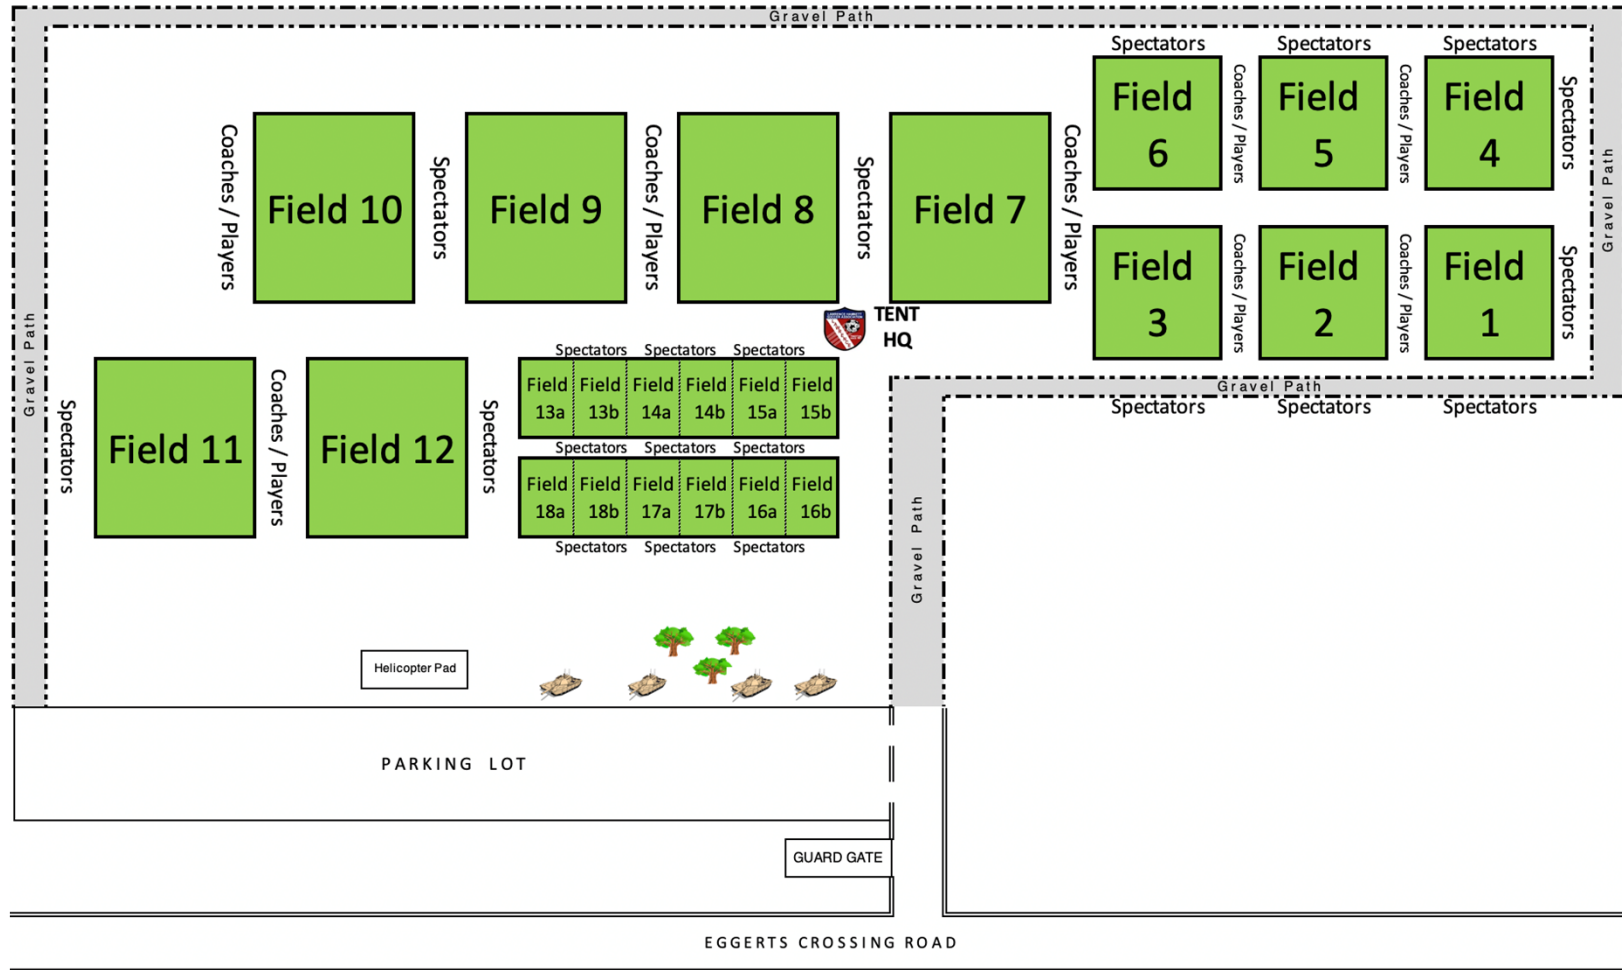 Gravel Path
Spectators Spectators Spectators
Field 6
Coaches / Players
Field 5
Coaches / Players
Field 4
Spectators
Gravel Path
Coaches / Players
Field 10
Spectators
Field 9
Coaches / Players
Field 8
Spectators
Field 7
Coaches / Players
Field 3
Coaches / Players
Field 2
Coaches / Players
Field 1
Spectators
TENT
HQ
Gravel Path
Gravel Path
Spectators Spectators Spectators
Spectators
Field 11
Coaches / Players
Field 12
Spectators
Spectators Spectators Spectators
Field 13a
Field 13b
Field 14a
Field 14b
Field 15a
Field 15b
Spectators Spectators Spectators
Field 18a
Field 18b
Field 17a
Field 17b
Field 16a
Field 16b
Spectators Spectators Spectators
Gravel Path
Helicopter Pad
PARKING LOT
GUARD GATE
EGGERTS CROSSING ROAD